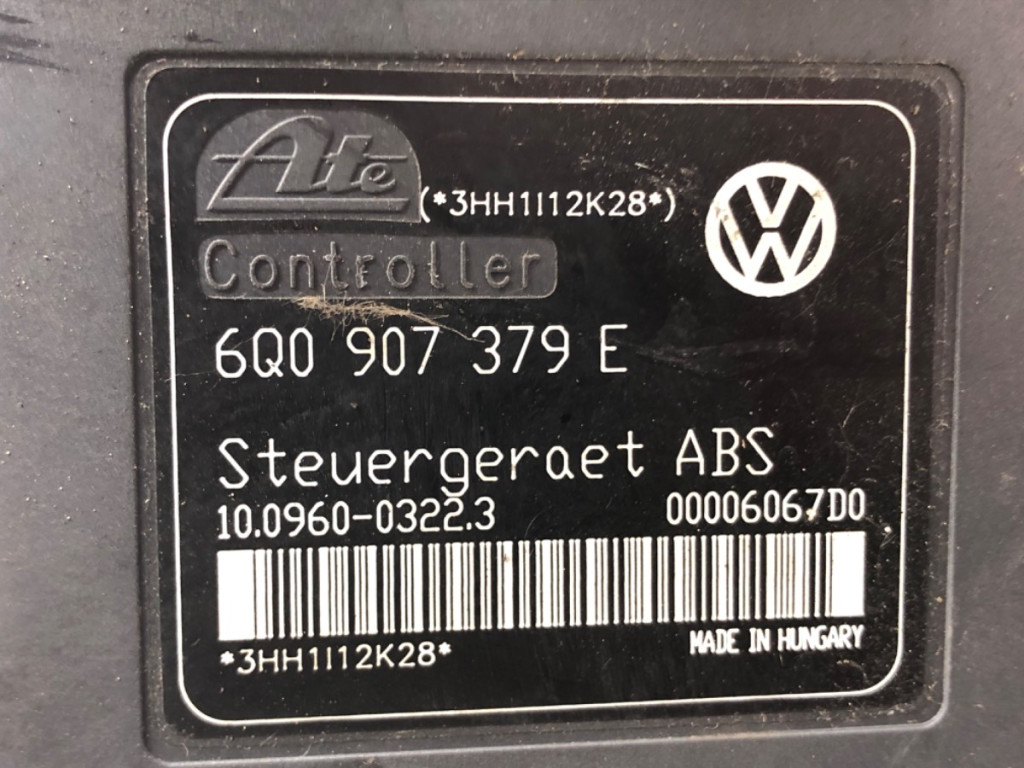 Ate
(*3HH1I12K28*)
Controller
6Q0 907 379 E
Steuergeraet ABS
10.0960-0322.3 00006067D0
*3HH1I12K28*
MADE IN HUNGARY